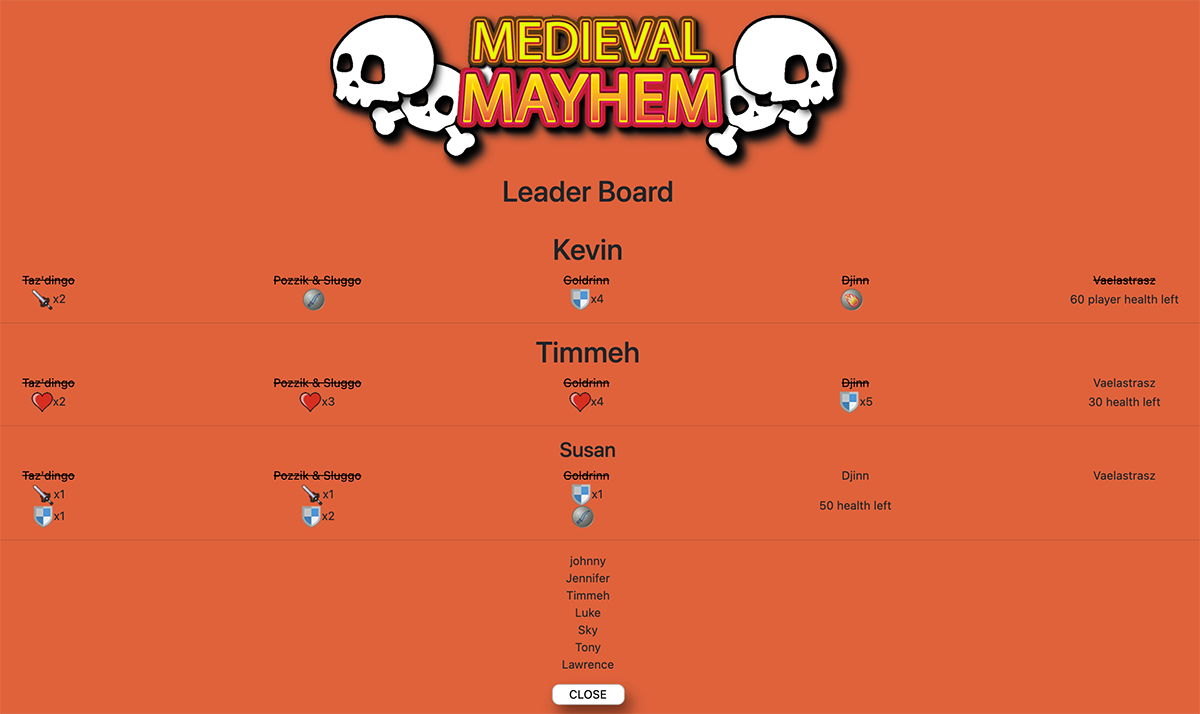 MEDIEVAL
MAYHEM
Leader Board
Kevin
Taz'dingo Pozzik & Sluggo Goldrinn Djinn Vaelastrasz
x2 x4 60 player health left
Timmeh
Taz'dingo Pozzik & Sluggo Goldrinn Djinn Vaelastrasz
x2 x3 x4 x5 30 health left
Susan
Taz'dingo Pozzik & Sluggo Goldrinn Djinn Vaelastrasz
x1 x1 x1
50 health left
x1 x2
johnny
Jennifer
Timmeh
Luke
Sky
Tony
Lawrence
CLOSE